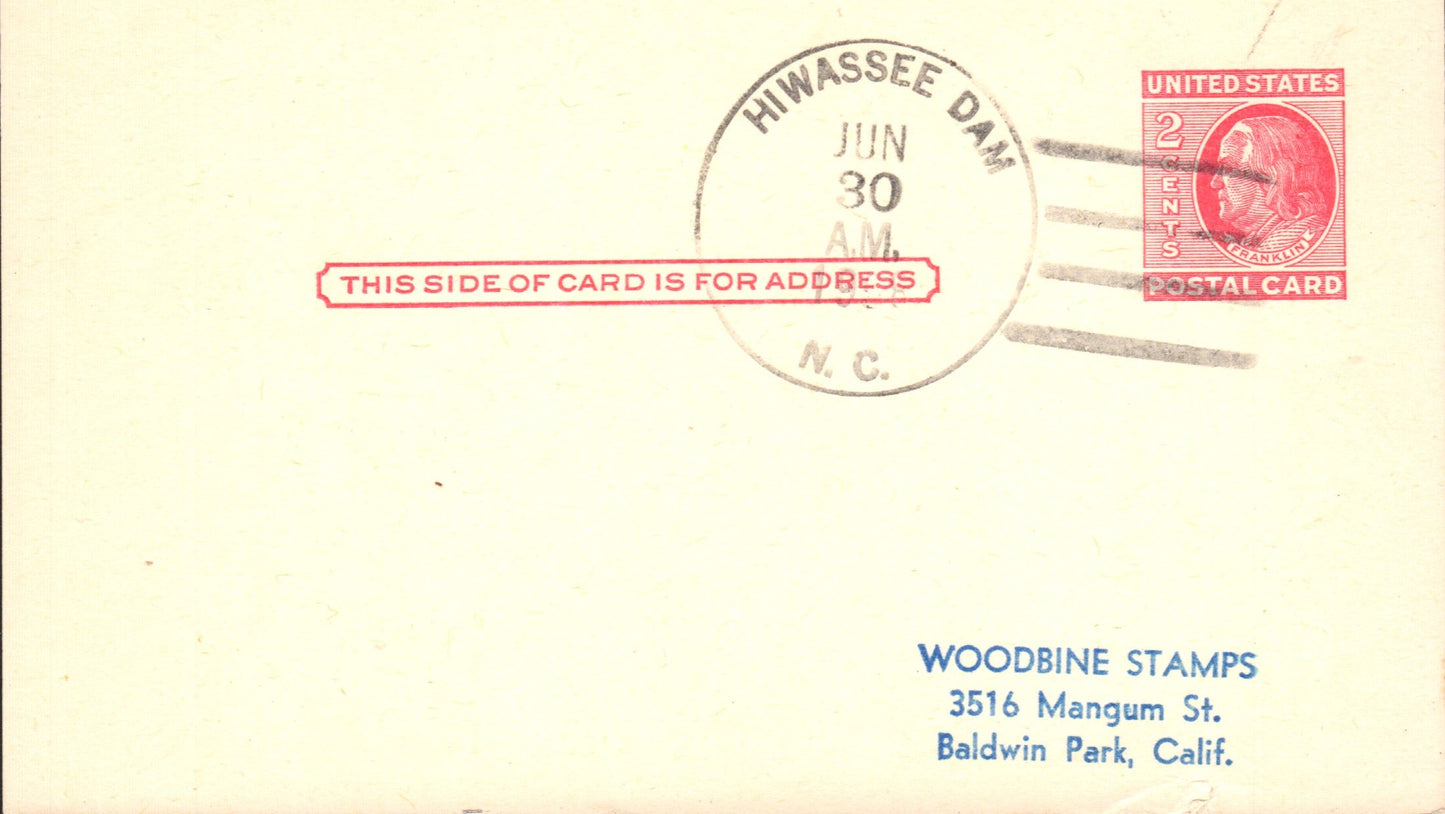 HIWASSEE DAM
JUN
30
A.M.
N. C.
UNITED STATES
2
CENTS
FRANKLIN
POSTAL CARD
THIS SIDE OF CARD IS FOR ADDRESS
WOODBINE STAMPS
3516 Mangum St.
Baldwin Park, Calif.